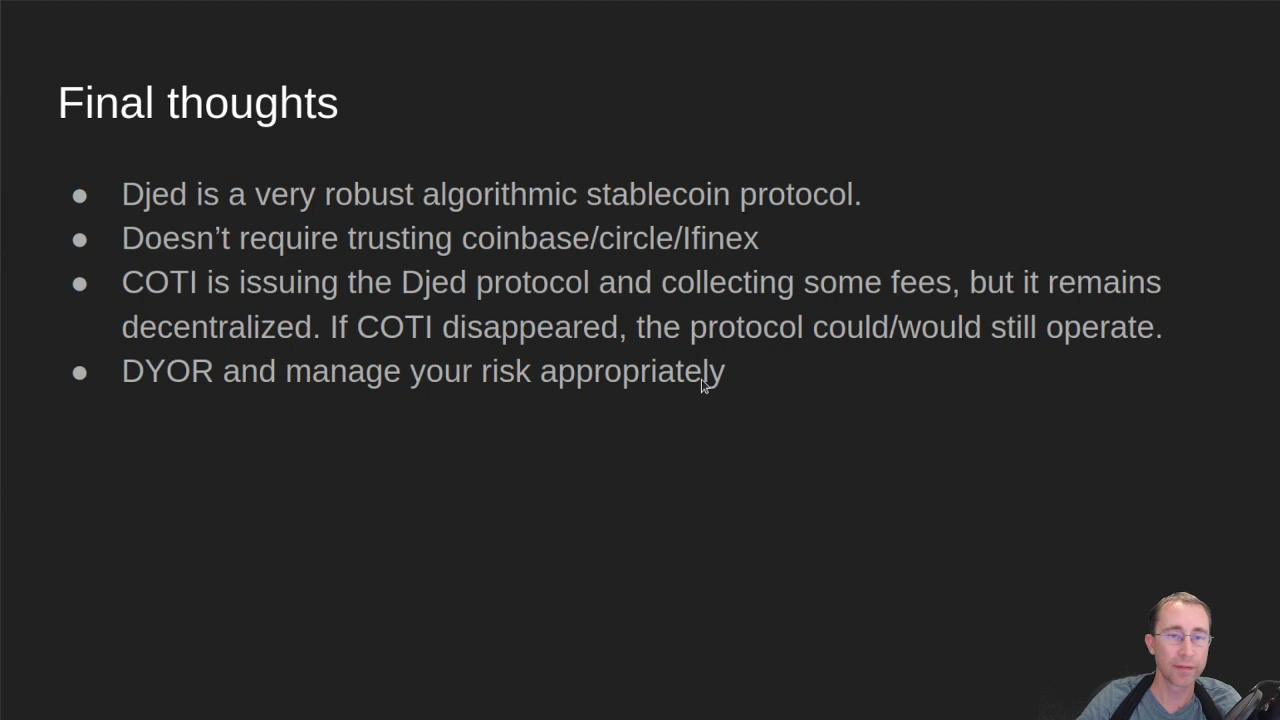 Final thoughts
● Djed is a very robust algorithmic stablecoin protocol.
● Doesn’t require trusting coinbase/circle/Ifinex
● COTI is issuing the Djed protocol and collecting some fees, but it remains
decentralized. If COTI disappeared, the protocol could/would still operate.
● DYOR and manage your risk appropriately